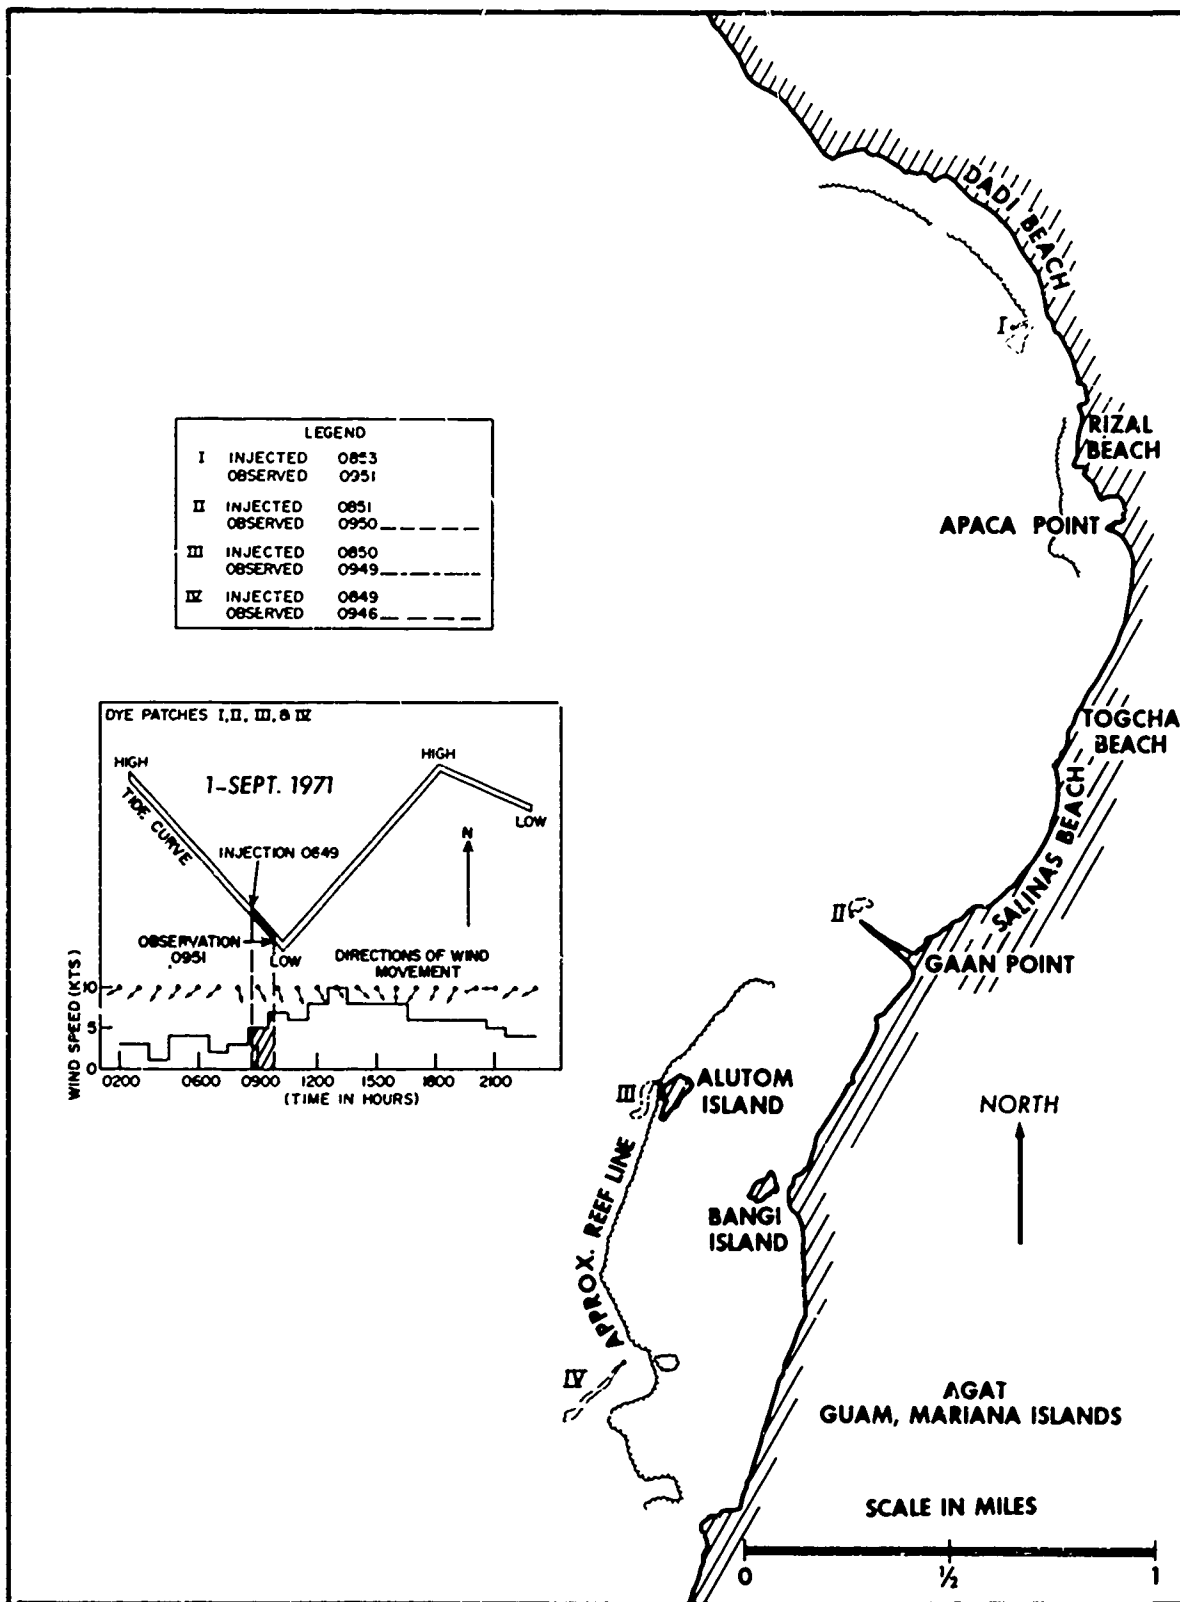 DADI BEACH
I
RIZAL
BEACH
APACA POINT
LEGEND
I INJECTED 0853
OBSERVED 0951
II INJECTED 0851
OBSERVED 0950
III INJECTED 0850
OBSERVED 0949
IV INJECTED 0849
OBSERVED 0946
TOGCHA
BEACH
SALINAS BEACH
II
GAAN POINT
DYE PATCHES I, II, III, & IV
HIGH
HIGH
1-SEPT. 1971
TIDE CURVE
LOW
N
INJECTION 0849
OBSERVATION
0951
LOW
DIRECTIONS OF WIND
MOVEMENT
WIND SPEED (KTS)
10
5
0
0200 0600 0900 1200 1500 1800 2100
(TIME IN HOURS)
III
ALUTOM
ISLAND
NORTH
APPROX. REEF LINE
BANGI
ISLAND
IV
AGAT
GUAM, MARIANA ISLANDS
SCALE IN MILES
0 1/2 1